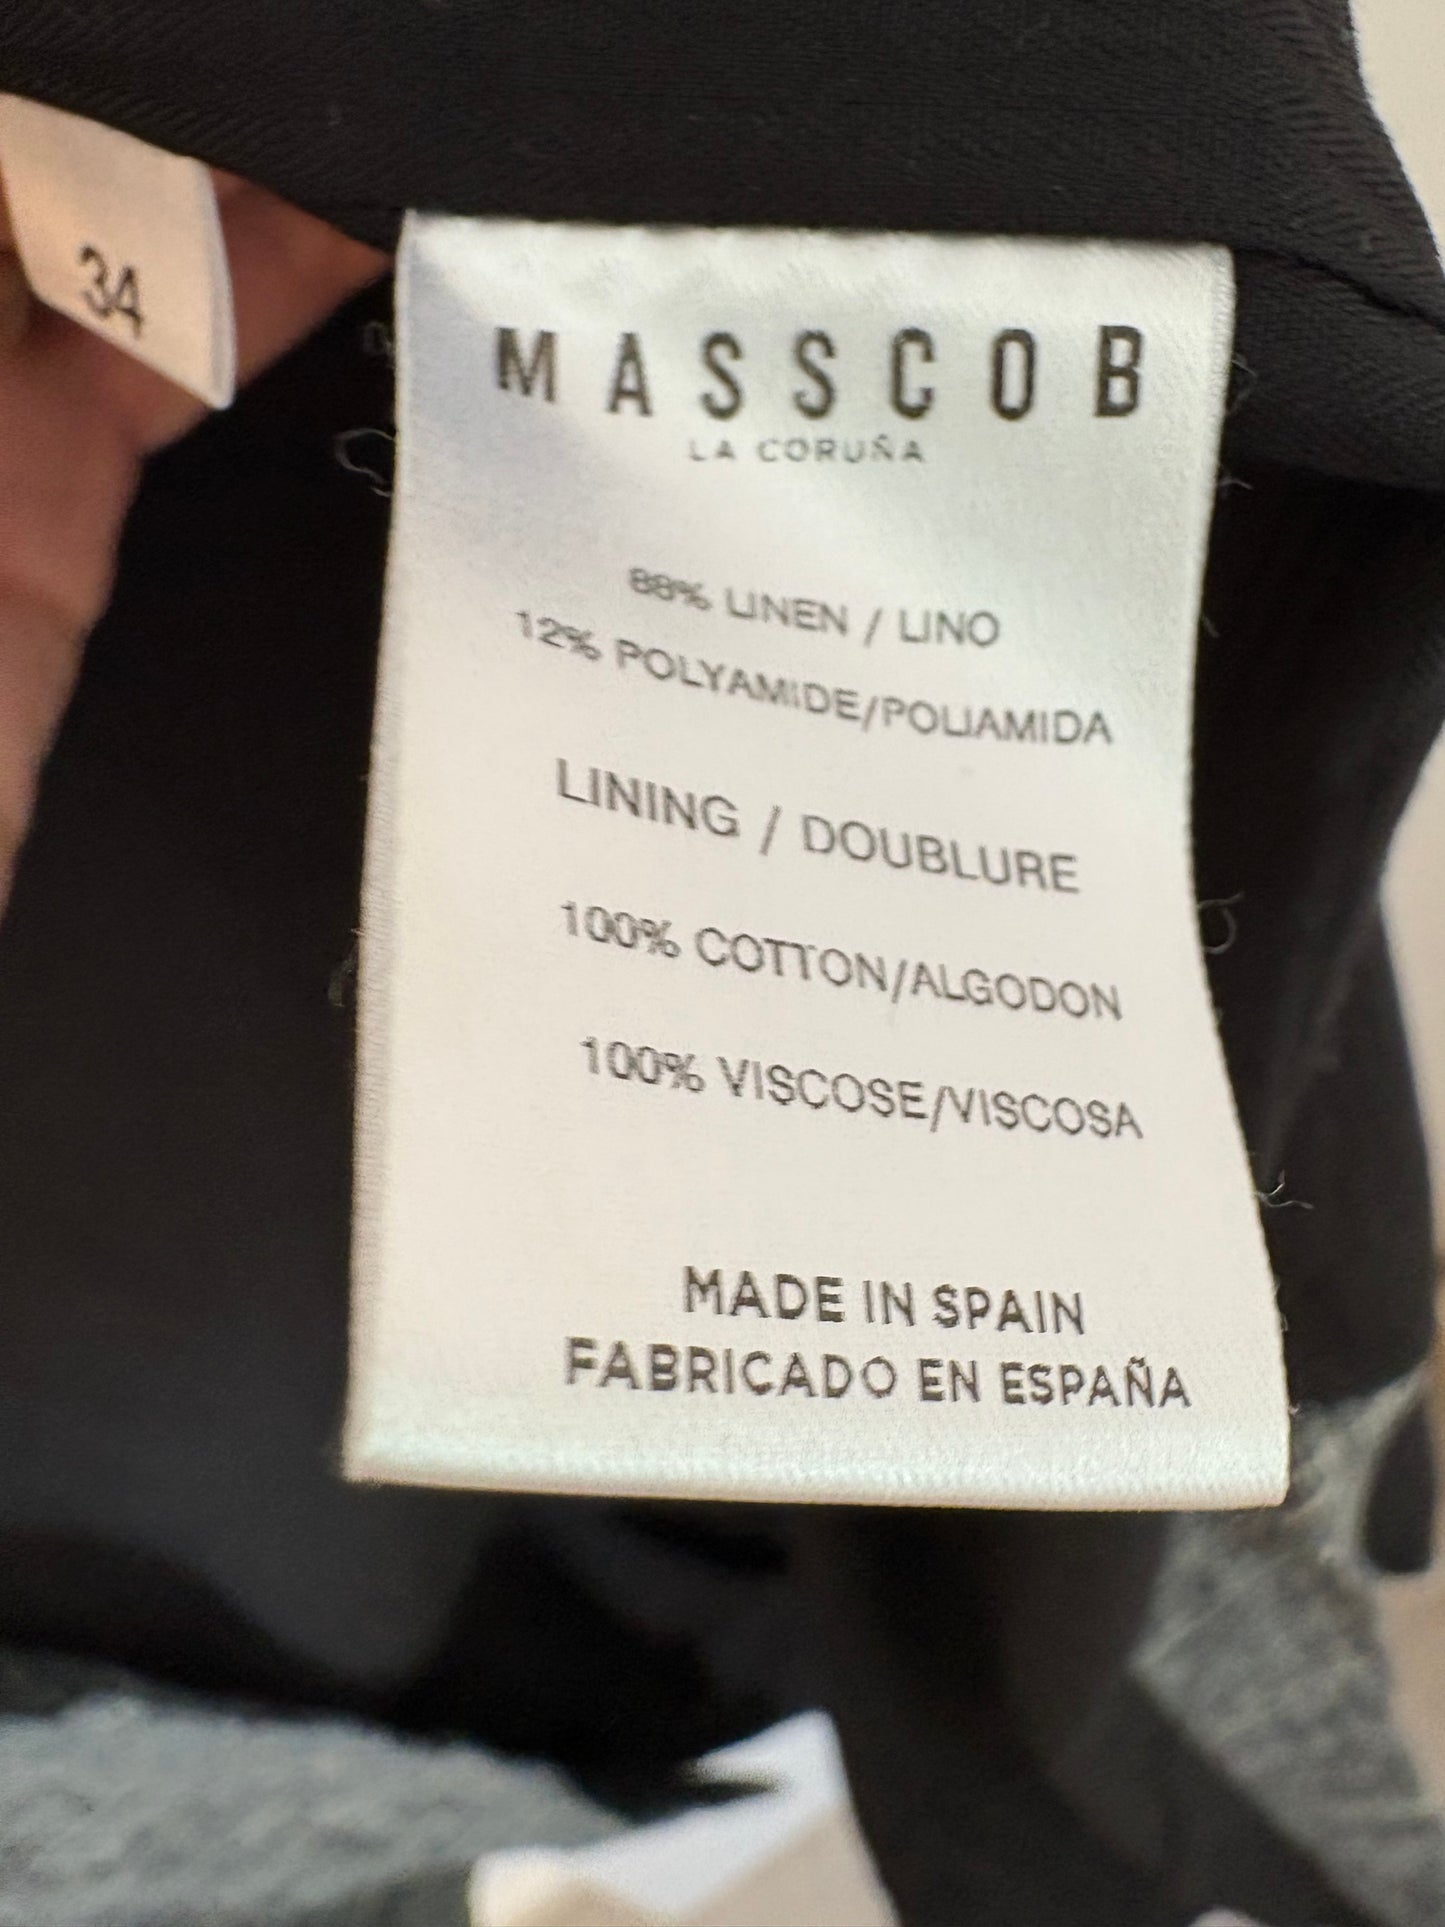 34
MASSCOB
LA CORUÑA
88% LINEN / LINO
12% POLYAMIDE/POLIAMIDA
LINING / DOUBLURE
100% COTTON/ALGODON
100% VISCOSE/VISCOSA
MADE IN SPAIN
FABRICADO EN ESPAÑA